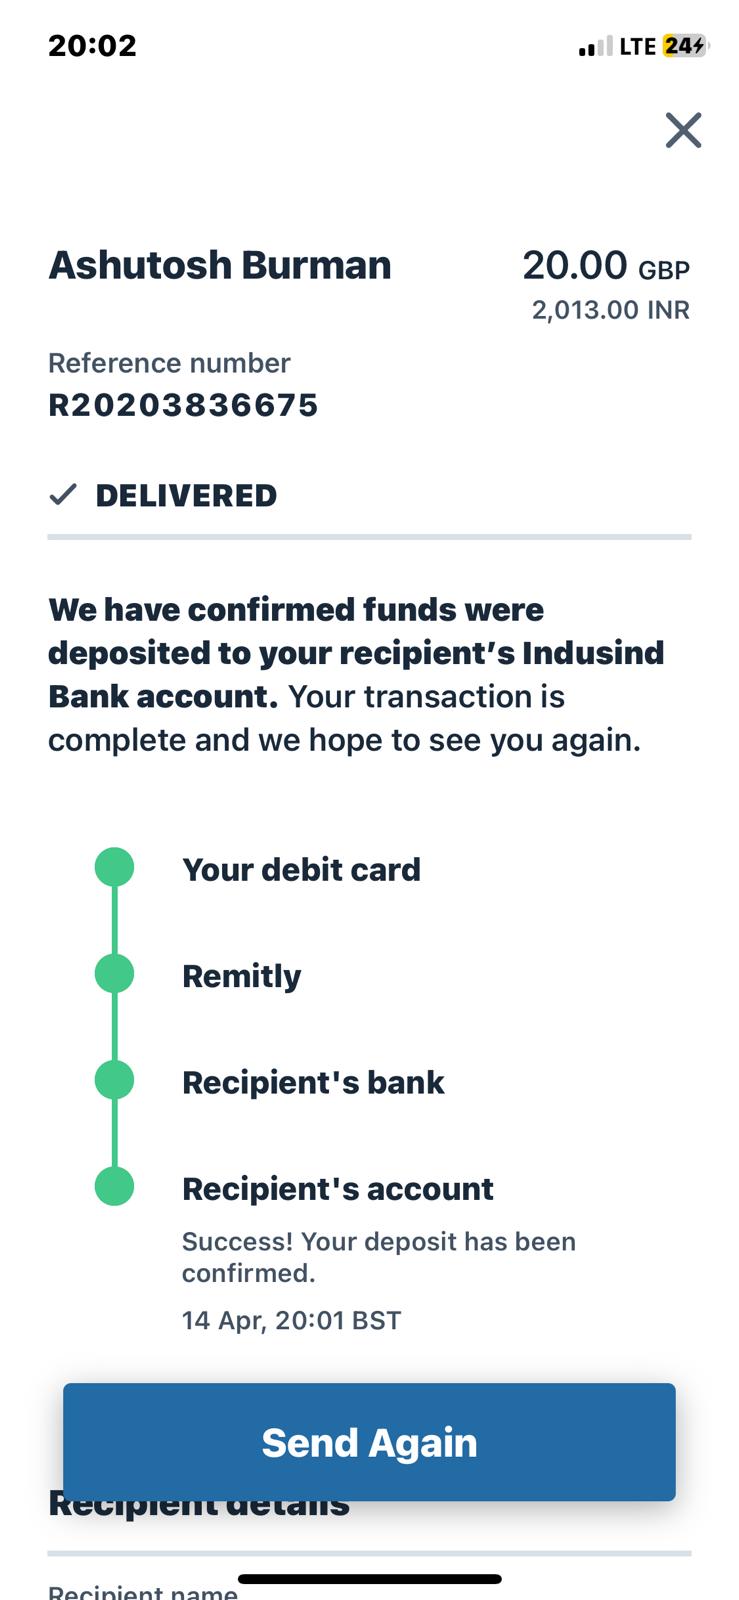 20:02
LTE 24
Ashutosh Burman
20.00 GBP
2,013.00 INR
Reference number
R20203836675
DELIVERED
We have confirmed funds were
deposited to your recipient’s Indusind
Bank account. Your transaction is
complete and we hope to see you again.
Your debit card
Remitly
Recipient's bank
Recipient's account
Success! Your deposit has been
confirmed.
14 Apr, 20:01 BST
Send Again
Recipient details
Recipient name